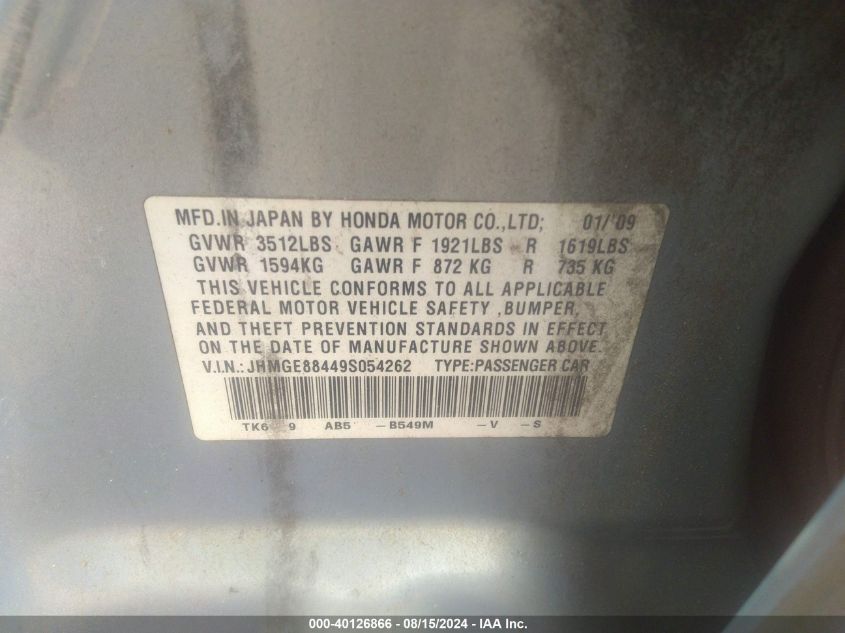 MFD.IN JAPAN BY HONDA MOTOR CO.,LTD; 01/'09
GVWR 3512LBS GAWR F 1921LBS R 1619LBS
GVWR 1594KG GAWR F 872 KG R 735 KG
THIS VEHICLE CONFORMS TO ALL APPLICABLE
FEDERAL MOTOR VEHICLE SAFETY ,BUMPER,
AND THEFT PREVENTION STANDARDS IN EFFECT
ON THE DATE OF MANUFACTURE SHOWN ABOVE.
V.I.N.:JHMGE88449S054262 TYPE:PASSENGER CAR
TK6 9 AB5 -B549M -V -S
000-40126866 - 08/15/2024 - IAA Inc.